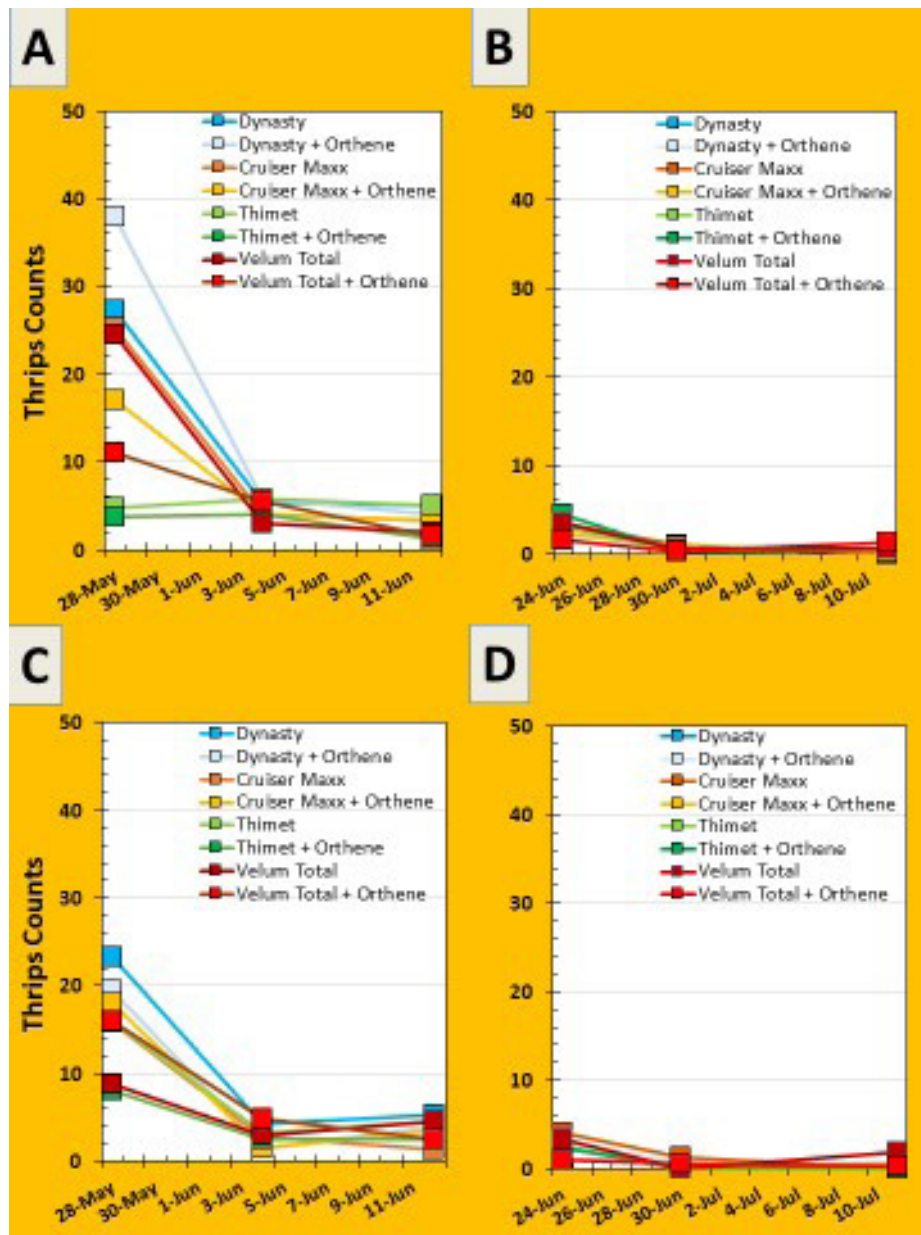 A
50
40
30
20
10
0
Thrips Counts
Dynasty
Dynasty + Orthene
Cruiser Maxx
Cruiser Maxx + Orthene
Thimet
Thimet + Orthene
Velum Total
Velum Total + Orthene
28-May
30-May
1-Jun
3-Jun
5-Jun
7-Jun
9-Jun
11-Jun
B
50
40
30
20
10
0
Dynasty
Dynasty + Orthene
Cruiser Maxx
Cruiser Maxx + Orthene
Thimet
Thimet + Orthene
Velum Total
Velum Total + Orthene
24-Jun
26-Jun
28-Jun
30-Jun
2-Jul
4-Jul
6-Jul
8-Jul
10-Jul
C
50
40
30
20
10
0
Thrips Counts
Dynasty
Dynasty + Orthene
Cruiser Maxx
Cruiser Maxx + Orthene
Thimet
Thimet + Orthene
Velum Total
Velum Total + Orthene
28-May
30-May
1-Jun
3-Jun
5-Jun
7-Jun
9-Jun
11-Jun
D
50
40
30
20
10
0
Dynasty
Dynasty + Orthene
Cruiser Maxx
Cruiser Maxx + Orthene
Thimet
Thimet + Orthene
Velum Total
Velum Total + Orthene
24-Jun
26-Jun
28-Jun
30-Jun
2-Jul
4-Jul
6-Jul
8-Jul
10-Jul